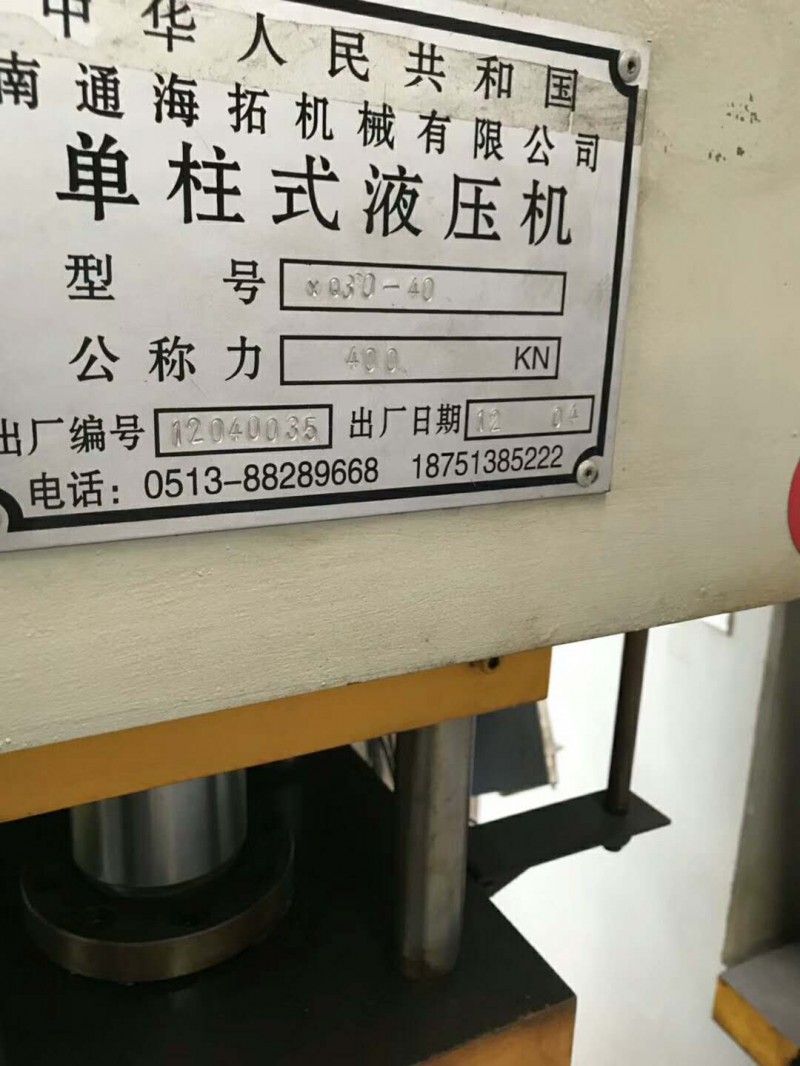 中华人民共和国
南通海拓机械有限公司
单柱式液压机
型 号 XQ30-40
公称力 400 KN
出厂编号 12040035 出厂日期 12 04
电话：0513-88289668 18751385222